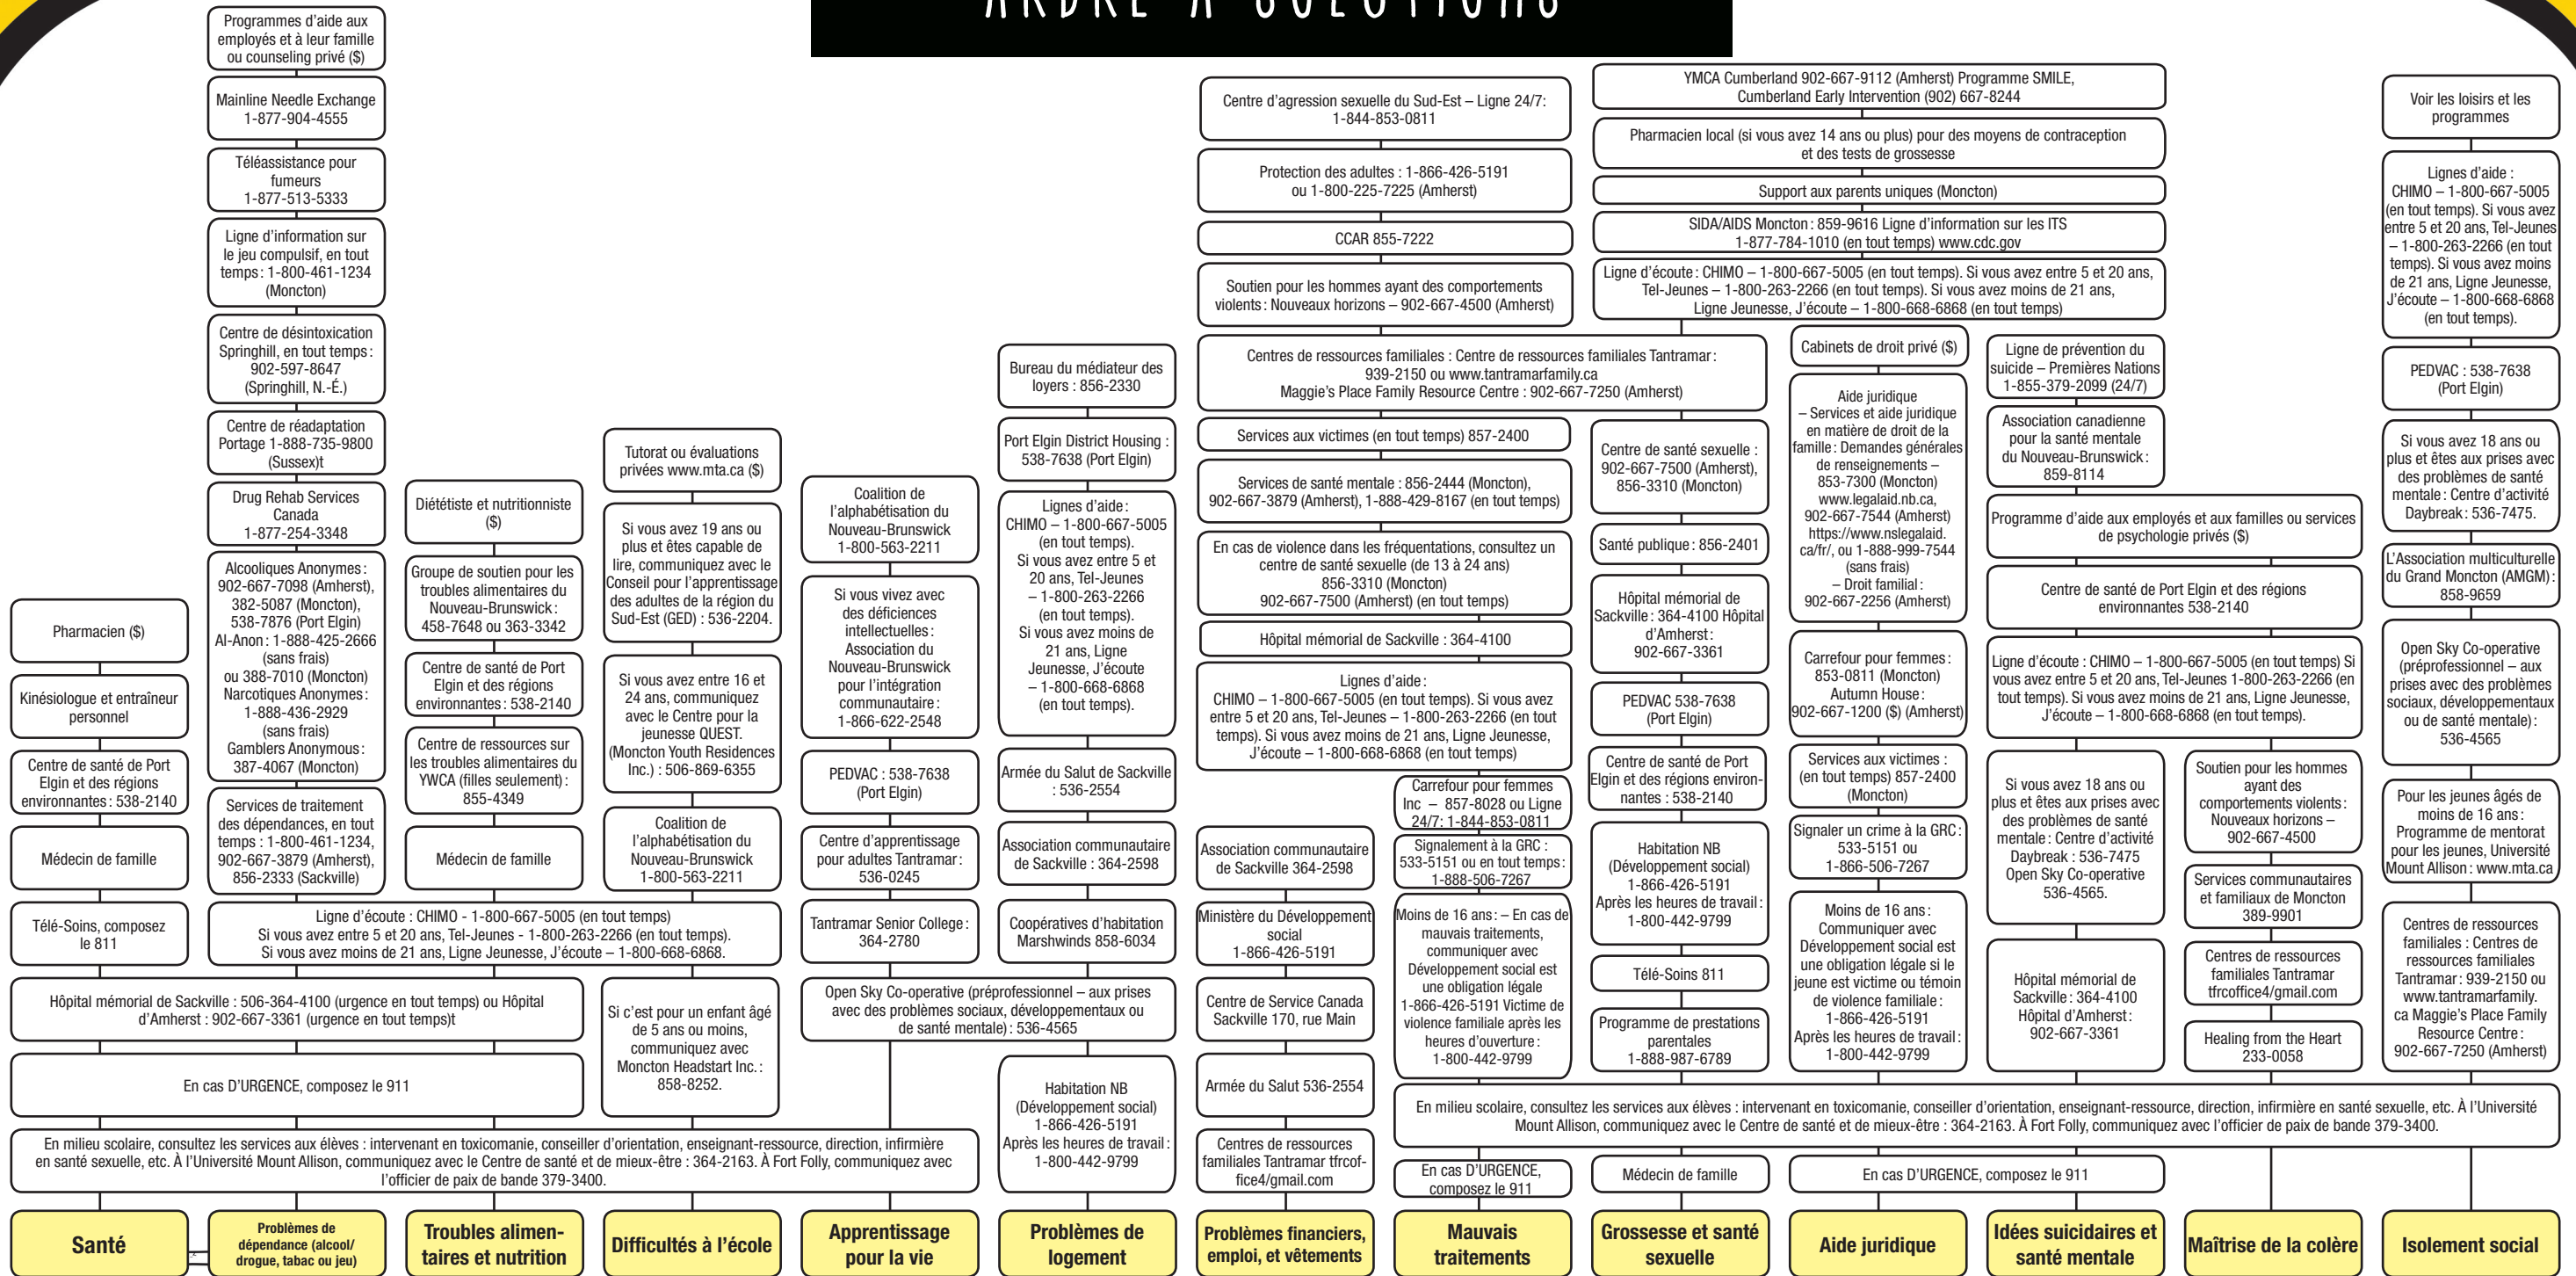 ARBRE À SOLUTIONS
Pharmacien ($)
Kinésiologue et entraîneur
personnel
Centre de santé de Port
Elgin et des régions
environnantes : 538-2140
Médecin de famille
Télé-Soins, composez
le 811
Programmes d'aide aux
employés et à leur famille
ou counseling privé ($)
Mainline Needle Exchange
1-877-904-4555
Téléassistance pour
fumeurs
1-877-513-5333
Ligne d'information sur
le jeu compulsif, en tout
temps : 1-800-461-1234
(Moncton)
Centre de désintoxication
Springhill, en tout temps :
902-597-8647
(Springhill, N.-É.)
Centre de réadaptation
Portage 1-888-735-9800
(Sussex)t
Drug Rehab Services
Canada
1-877-254-3348
Alcooliques Anonymes :
902-667-7098 (Amherst),
382-5087 (Moncton),
538-7876 (Port Elgin)
Al-Anon : 1-888-425-2666
(sans frais)
ou 388-7010 (Moncton)
Narcotiques Anonymes :
1-888-436-2929
(sans frais)
Gamblers Anonymous :
387-4067 (Moncton)
Services de traitement
des dépendances, en tout
temps : 1-800-461-1234,
902-667-3879 (Amherst),
856-2333 (Sackville)
Diététiste et nutritionniste
($)
Groupe de soutien pour les
troubles alimentaires du
Nouveau-Brunswick :
458-7648 ou 363-3342
Centre de santé de Port
Elgin et des régions
environnantes : 538-2140
Centre de ressources sur
les troubles alimentaires du
YWCA (filles seulement) :
855-4349
Médecin de famille
Tutorat ou évaluations
privées www.mta.ca ($)
Si vous avez 19 ans ou
plus et êtes capable de
lire, communiquez avec le
Conseil pour l'apprentissage
des adultes de la région du
Sud-Est (GED) : 536-2204.
Si vous avez entre 16 et
24 ans, communiquez
avec le Centre pour la
jeunesse QUEST.
(Moncton Youth Residences
Inc.) : 506-869-6355
Coalition de
l'alphabétisation du
Nouveau-Brunswick
1-800-563-2211
Ligne d'écoute : CHIMO - 1-800-667-5005 (en tout temps)
Si vous avez entre 5 et 20 ans, Tel-Jeunes - 1-800-263-2266 (en tout temps).
Si vous avez moins de 21 ans, Ligne Jeunesse, J'écoute – 1-800-668-6868.
Hôpital mémorial de Sackville : 506-364-4100 (urgence en tout temps) ou Hôpital
d'Amherst : 902-667-3361 (urgence en tout temps)t
En cas D'URGENCE, composez le 911
Si c'est pour un enfant âgé
de 5 ans ou moins,
communiquez avec
Moncton Headstart Inc. :
858-8252.
En milieu scolaire, consultez les services aux élèves : intervenant en toxicomanie, conseiller d'orientation, enseignant-ressource, direction, infirmière
en santé sexuelle, etc. À l'Université Mount Allison, communiquez avec le Centre de santé et de mieux-être : 364-2163. À Fort Folly, communiquez avec
l'officier de paix de bande 379-3400.
Coalition de
l'alphabétisation du
Nouveau-Brunswick
1-800-563-2211
Si vous vivez avec
des déficiences
intellectuelles :
Association du
Nouveau-Brunswick
pour l'intégration
communautaire :
1-866-622-2548
PEDVAC : 538-7638
(Port Elgin)
Centre d'apprentissage
pour adultes Tantramar :
536-0245
Tantramar Senior College :
364-2780
Bureau du médiateur des
loyers : 856-2330
Port Elgin District Housing :
538-7638 (Port Elgin)
Lignes d'aide :
CHIMO – 1-800-667-5005
(en tout temps).
Si vous avez entre 5 et
20 ans, Tel-Jeunes
– 1-800-263-2266
(en tout temps).
Si vous avez moins de
21 ans, Ligne
Jeunesse, J'écoute
– 1-800-668-6868
(en tout temps).
Armée du Salut de Sackville
: 536-2554
Association communautaire
de Sackville : 364-2598
Coopératives d'habitation
Marshwinds 858-6034
Open Sky Co-operative (préprofessionnel – aux prises
avec des problèmes sociaux, développementaux ou
de santé mentale) : 536-4565
Habitation NB
(Développement social)
1-866-426-5191
Après les heures de travail :
1-800-442-9799
Centre d'agression sexuelle du Sud-Est – Ligne 24/7:
1-844-853-0811
Protection des adultes : 1-866-426-5191
ou 1-800-225-7225 (Amherst)
CCAR 855-7222
Soutien pour les hommes ayant des comportements
violents : Nouveaux horizons – 902-667-4500 (Amherst)
Centres de ressources familiales : Centre de ressources familiales Tantramar :
939-2150 ou www.tantramarfamily.ca
Maggie's Place Family Resource Centre : 902-667-7250 (Amherst)
Services aux victimes (en tout temps) 857-2400
Services de santé mentale : 856-2444 (Moncton),
902-667-3879 (Amherst), 1-888-429-8167 (en tout temps)
En cas de violence dans les fréquentations, consultez un
centre de santé sexuelle (de 13 à 24 ans)
856-3310 (Moncton)
902-667-7500 (Amherst) (en tout temps)
Hôpital mémorial de Sackville : 364-4100
Lignes d'aide :
CHIMO – 1-800-667-5005 (en tout temps). Si vous avez
entre 5 et 20 ans, Tel-Jeunes – 1-800-263-2266 (en tout
temps). Si vous avez moins de 21 ans, Ligne Jeunesse,
J'écoute – 1-800-668-6868 (en tout temps)
Association communautaire
de Sackville 364-2598
Ministère du Développement
social
1-866-426-5191
Centre de Service Canada
Sackville 170, rue Main
Armée du Salut 536-2554
Centres de ressources
familiales Tantramar tfrcof-
fice4/gmail.com
Carrefour pour femmes
Inc – 857-8028 ou Ligne
24/7: 1-844-853-0811
Signalement à la GRC :
533-5151 ou en tout temps :
1-888-506-7267
Moins de 16 ans : – En cas de
mauvais traitements,
communiquer avec
Développement social est
une obligation légale
1-866-426-5191 Victime de
violence familiale après les
heures d'ouverture :
1-800-442-9799
En cas D'URGENCE,
composez le 911
YMCA Cumberland 902-667-9112 (Amherst) Programme SMILE,
Cumberland Early Intervention (902) 667-8244
Pharmacien local (si vous avez 14 ans ou plus) pour des moyens de contraception
et des tests de grossesse
Support aux parents uniques (Moncton)
SIDA/AIDS Moncton : 859-9616 Ligne d'information sur les ITS
1-877-784-1010 (en tout temps) www.cdc.gov
Ligne d'écoute : CHIMO – 1-800-667-5005 (en tout temps). Si vous avez entre 5 et 20 ans,
Tel-Jeunes – 1-800-263-2266 (en tout temps). Si vous avez moins de 21 ans,
Ligne Jeunesse, J'écoute – 1-800-668-6868 (en tout temps)
Centre de santé sexuelle :
902-667-7500 (Amherst),
856-3310 (Moncton)
Santé publique : 856-2401
Hôpital mémorial de
Sackville : 364-4100 Hôpital
d'Amherst :
902-667-3361
PEDVAC 538-7638
(Port Elgin)
Centre de santé de Port
Elgin et des régions environ-
nantes : 538-2140
Habitation NB
(Développement social)
1-866-426-5191
Après les heures de travail :
1-800-442-9799
Télé-Soins 811
Programme de prestations
parentales
1-888-987-6789
Médecin de famille
Cabinets de droit privé ($)
Aide juridique
– Services et aide juridique
en matière de droit de la
famille : Demandes générales
de renseignements –
853-7300 (Moncton)
www.legalaid.nb.ca,
902-667-7544 (Amherst)
https://www.nslegalaid.
ca/fr/, ou 1-888-999-7544
(sans frais)
– Droit familial :
902-667-2256 (Amherst)
Carrefour pour femmes :
853-0811 (Moncton)
Autumn House :
902-667-1200 ($) (Amherst)
Services aux victimes :
(en tout temps) 857-2400
(Moncton)
Signaler un crime à la GRC :
533-5151 ou
1-866-506-7267
Moins de 16 ans :
Communiquer avec
Développement social est
une obligation légale si le
jeune est victime ou témoin
de violence familiale :
1-866-426-5191
Après les heures de travail :
1-800-442-9799
Ligne de prévention du
suicide – Premières Nations
1-855-379-2099 (24/7)
Association canadienne
pour la santé mentale
du Nouveau-Brunswick :
859-8114
Programme d'aide aux employés et aux familles ou services
de psychologie privés ($)
Centre de santé de Port Elgin et des régions
environnantes 538-2140
Ligne d'écoute : CHIMO – 1-800-667-5005 (en tout temps) Si
vous avez entre 5 et 20 ans, Tel-Jeunes 1-800-263-2266 (en
tout temps). Si vous avez moins de 21 ans, Ligne Jeunesse,
J'écoute – 1-800-668-6868 (en tout temps).
Si vous avez 18 ans ou
plus et êtes aux prises avec
des problèmes de santé
mentale : Centre d'activité
Daybreak : 536-7475
Open Sky Co-operative
536-4565.
Hôpital mémorial de
Sackville : 364-4100
Hôpital d'Amherst :
902-667-3361
Soutien pour les hommes
ayant des
comportements violents :
Nouveaux horizons –
902-667-4500
Services communautaires
et familiaux de Moncton
389-9901
Centres de ressources
familiales Tantramar
tfrcoffice4/gmail.com
Healing from the Heart
233-0058
Voir les loisirs et les
programmes
Lignes d'aide :
CHIMO – 1-800-667-5005
(en tout temps). Si vous avez
entre 5 et 20 ans, Tel-Jeunes
– 1-800-263-2266 (en tout
temps). Si vous avez moins
de 21 ans, Ligne Jeunesse,
J'écoute – 1-800-668-6868
(en tout temps).
PEDVAC : 538-7638
(Port Elgin)
Si vous avez 18 ans ou
plus et êtes aux prises avec
des problèmes de santé
mentale : Centre d'activité
Daybreak : 536-7475.
L'Association multiculturelle
du Grand Moncton (AMGM) :
858-9659
Open Sky Co-operative
(préprofessionnel – aux
prises avec des problèmes
sociaux, développementaux
ou de santé mentale) :
536-4565
Pour les jeunes âgés de
moins de 16 ans :
Programme de mentorat
pour les jeunes, Université
Mount Allison : www.mta.ca
Centres de ressources
familiales : Centres de
ressources familiales
Tantramar : 939-2150 ou
www.tantramarfamily.
ca Maggie's Place Family
Resource Centre :
902-667-7250 (Amherst)
En milieu scolaire, consultez les services aux élèves : intervenant en toxicomanie, conseiller d'orientation, enseignant-ressource, direction, infirmière en santé sexuelle, etc. À l'Université
Mount Allison, communiquez avec le Centre de santé et de mieux-être : 364-2163. À Fort Folly, communiquez avec l'officier de paix de bande 379-3400.
En cas D'URGENCE, composez le 911
Santé
Problèmes de
dépendance (alcool/
drogue, tabac ou jeu)
Troubles alimen-
taires et nutrition
Difficultés à l'école
Apprentissage
pour la vie
Problèmes de
logement
Problèmes financiers,
emploi, et vêtements
Mauvais
traitements
Grossesse et santé
sexuelle
Aide juridique
Idées suicidaires et
santé mentale
Maîtrise de la colère
Isolement social